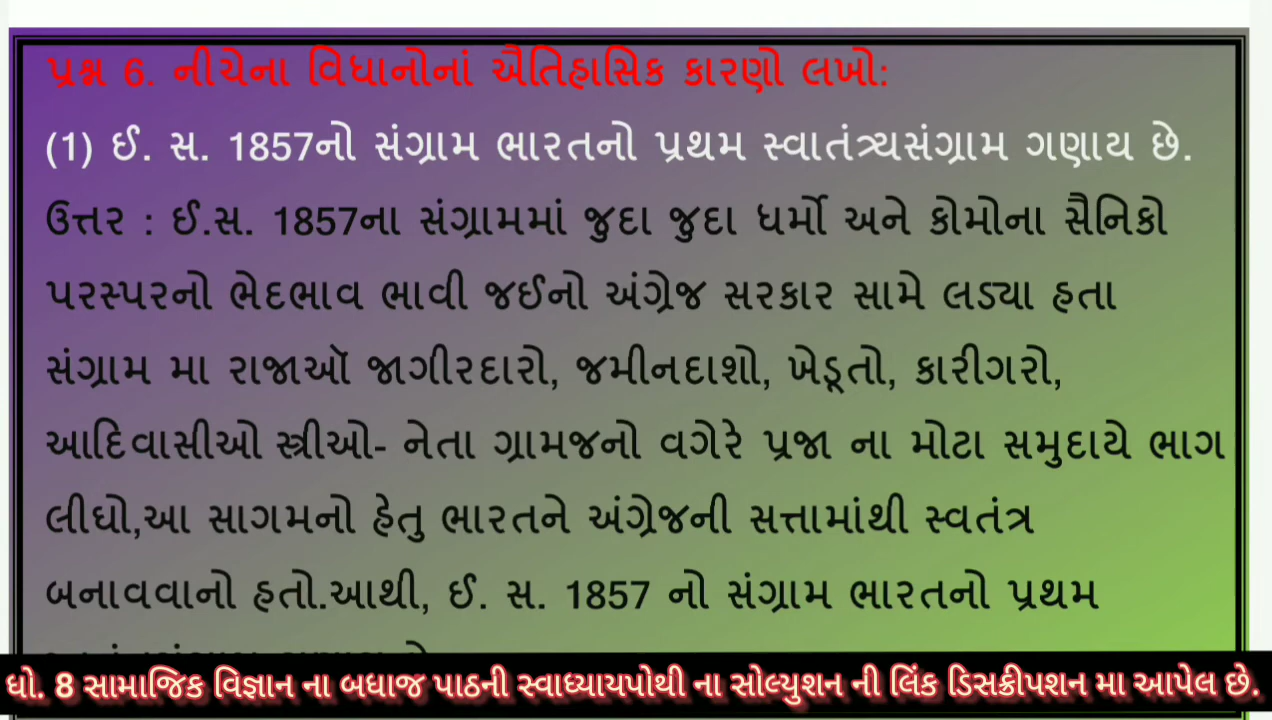 પ્રશ્ન 6. નીચેના વિધાનોનાં ઐતિહાસિક કારણો લખો:
(1) ઈ. સ. 1857નો સંગ્રામ ભારતનો પ્રથમ સ્વાતંત્ર્યસંગ્રામ ગણાય છે.
ઉત્તર : ઈ.સ. 1857ના સંગ્રામમાં જુદા જુદા ધર્મો અને કોમોના સૈનિકો
પરસ્પરનો ભેદભાવ ભાવી જઈનો અંગ્રેજ સરકાર સામે લડ્યા હતા
સંગ્રામ મા રાજાઑ જાગીરદારો, જમીનદાશો, ખેડૂતો, કારીગરો,
આદિવાસીઓ સ્ત્રીઓ- નેતા ગ્રામજનો વગેરે પ્રજા ના મોટા સમુદાયે ભાગ
લીધો,આ સાગમનો હેતુ ભારતને અંગ્રેજની સત્તામાંથી સ્વતંત્ર
બનાવવાનો હતો.આથી, ઈ. સ. 1857 નો સંગ્રામ ભારતનો પ્રથમ
ધો. 8 સામાજિક વિજ્ઞાન ના બધાજ પાઠની સ્વાધ્યાયપોથી ના સોલ્યુશન ની લિંક ડિસક્રીપશન મા આપેલ છે.